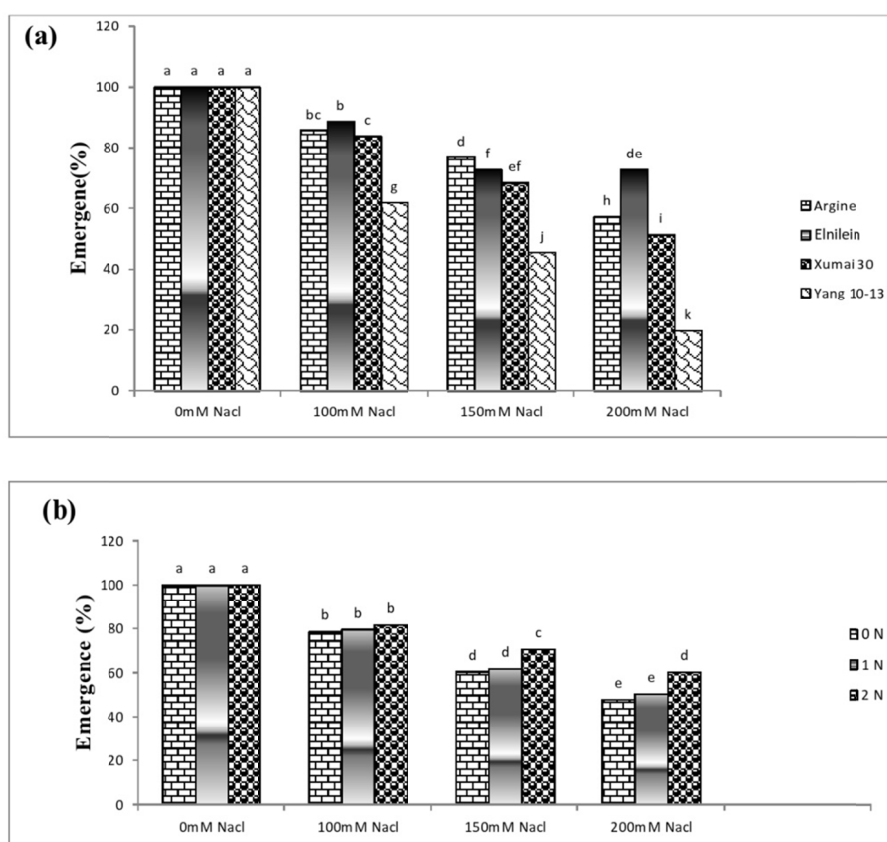 (a)
120
100
80
60
40
20
0
Emergene(%)
a a a a
bc b c g
d f ef j
h de i k
0mM Nacl 100mM Nacl 150mM Nacl 200mM Nacl
Argine
Elnilein
Xumai 30
Yang 10-13
(b)
120
100
80
60
40
20
0
Emergence (%)
a a a
b b b
d d c
e e d
0mM Nacl 100mM Nacl 150mM Nacl 200mM Nacl
0 N
1 N
2 N